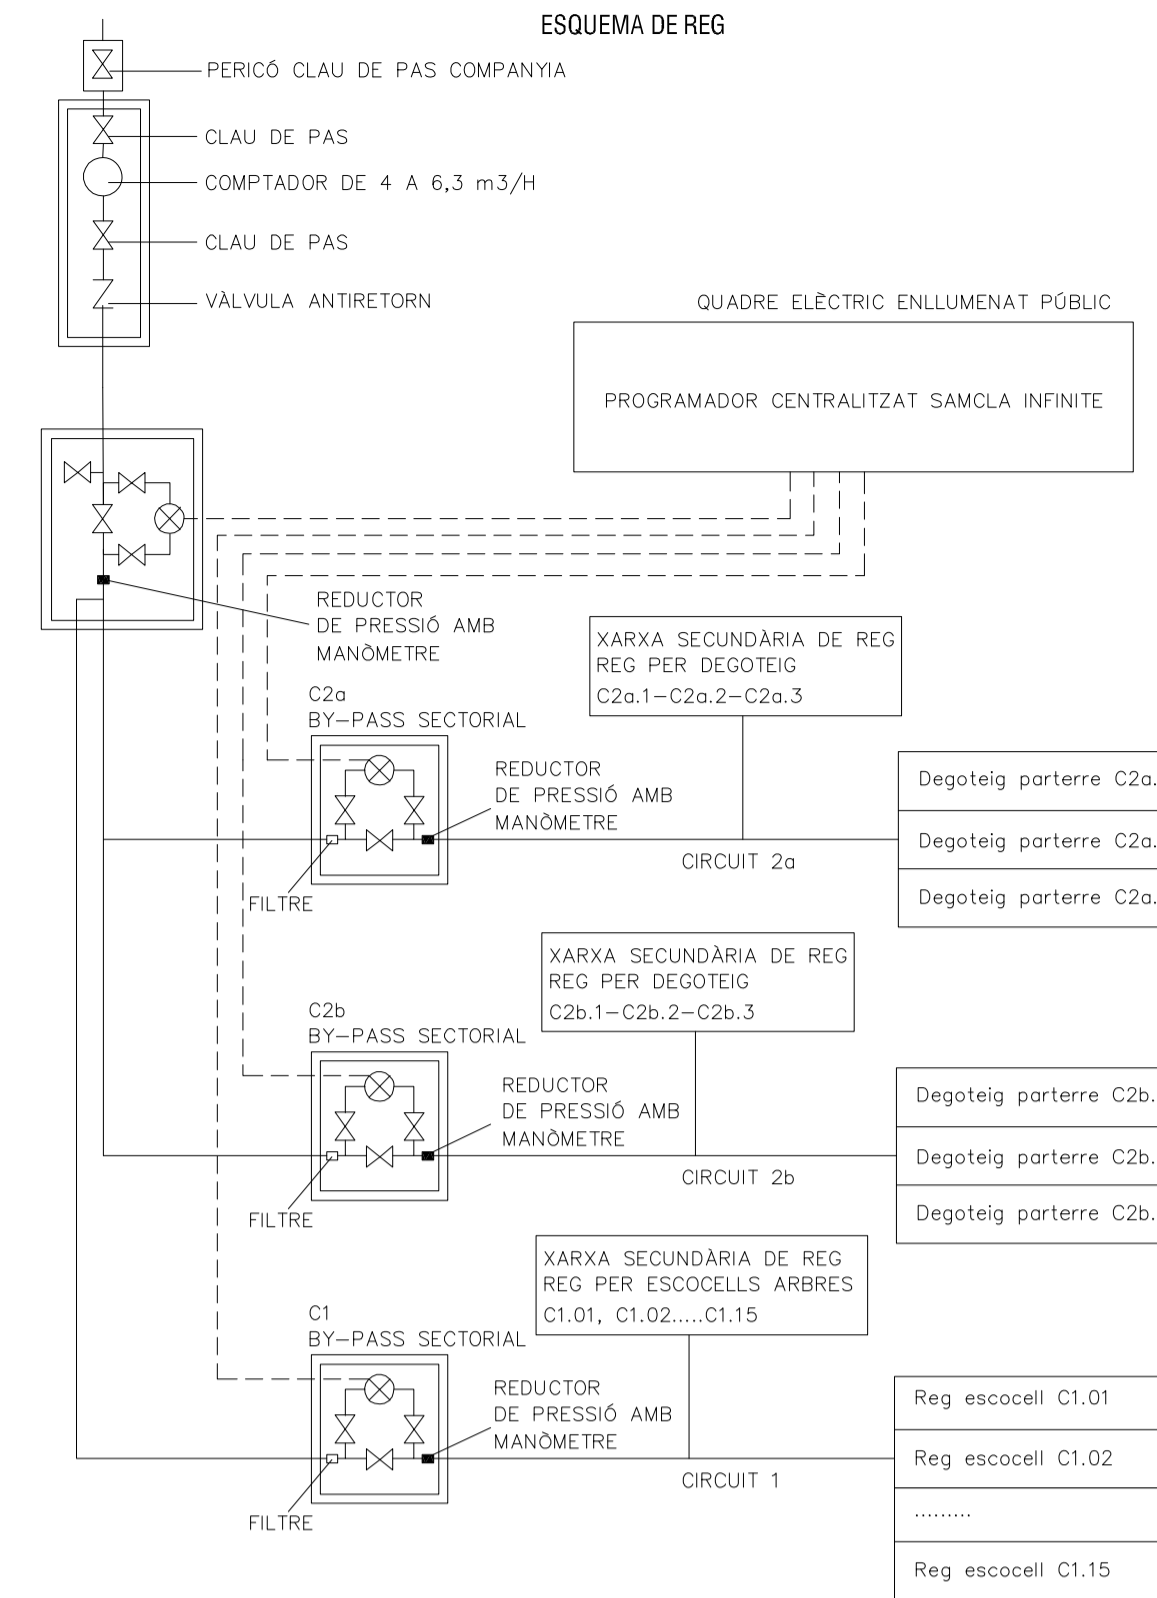 ESQUEMA DE REG
PERICÓ CLAU DE PAS COMPANYIA
CLAU DE PAS
COMPTADOR DE 4 A 6,3 m3/H
CLAU DE PAS
VÀLVULA ANTIRETORN
QUADRE ELÈCTRIC ENLLUMENAT PÚBLIC
PROGRAMADOR CENTRALITZAT SAMCLA INFINITE
REDUCTOR
DE PRESSIÓ AMB
MANÒMETRE
XARXA SECUNDÀRIA DE REG
REG PER DEGOTEIG
C2a.1-C2a.2-C2a.3
C2a
BY-PASS SECTORIAL
REDUCTOR
DE PRESSIÓ AMB
MANÒMETRE
Degoteig parterre C2a.
Degoteig parterre C2a.
Degoteig parterre C2a.
CIRCUIT 2a
FILTRE
XARXA SECUNDÀRIA DE REG
REG PER DEGOTEIG
C2b.1-C2b.2-C2b.3
C2b
BY-PASS SECTORIAL
REDUCTOR
DE PRESSIÓ AMB
MANÒMETRE
Degoteig parterre C2b.
Degoteig parterre C2b.
Degoteig parterre C2b.
CIRCUIT 2b
FILTRE
XARXA SECUNDÀRIA DE REG
REG PER ESCOCELLS ARBRES
C1.01, C1.02.....C1.15
C1
BY-PASS SECTORIAL
REDUCTOR
DE PRESSIÓ AMB
MANÒMETRE
Reg escocell C1.01
Reg escocell C1.02
.........
Reg escocell C1.15
CIRCUIT 1
FILTRE